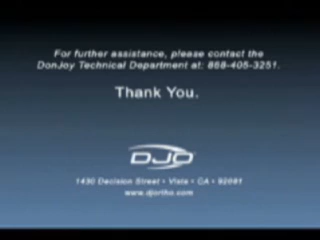 For further assistance, please contact the
DonJoy Technical Department at: 888-405-3251.
Thank You.
DJO
1430 Decision Street • Vista • CA • 92081
www.djortho.com